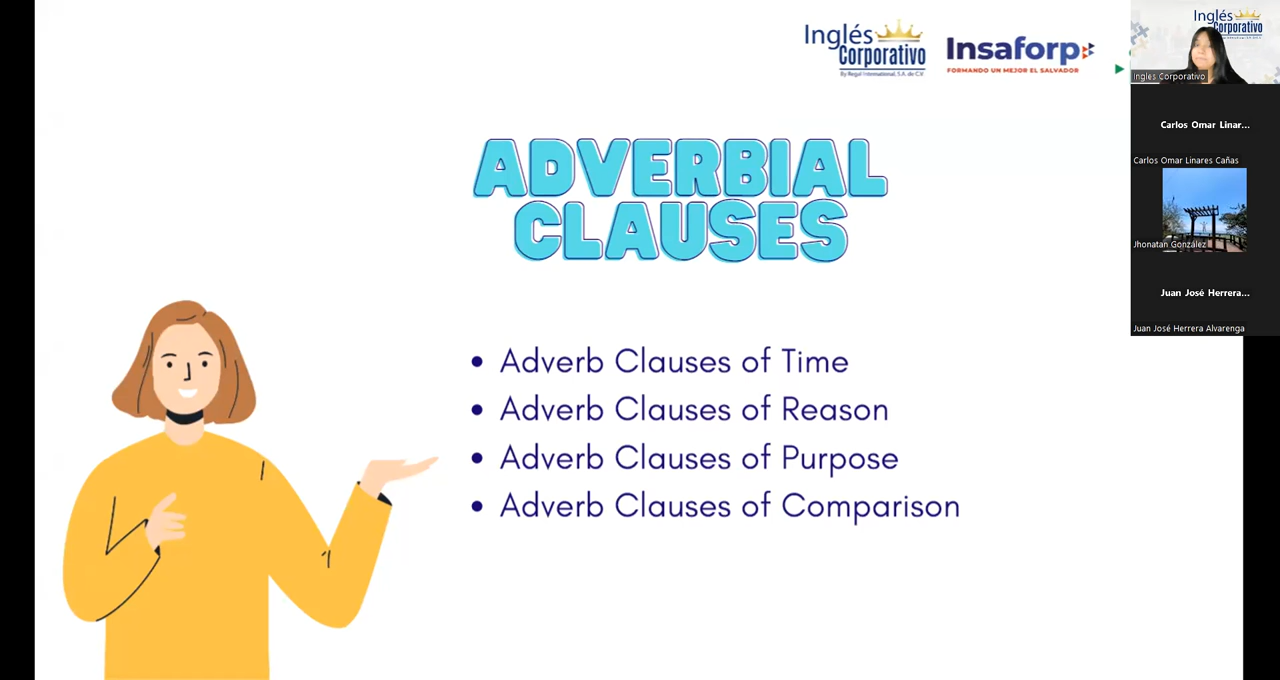 Inglés
Corporativo
By Regal International, S.A. de C.V
Insaforp
FORMANDO UN MEJOR EL SALVADOR
Inglés
Corporativo
Ingles Corporativo
Carlos Omar Linar...
Carlos Omar Linares Cañas
Jhonatan González
Juan José Herrera...
Juan José Herrera Alvarenga
ADVERBIAL
CLAUSES
• Adverb Clauses of Time
• Adverb Clauses of Reason
• Adverb Clauses of Purpose
• Adverb Clauses of Comparison